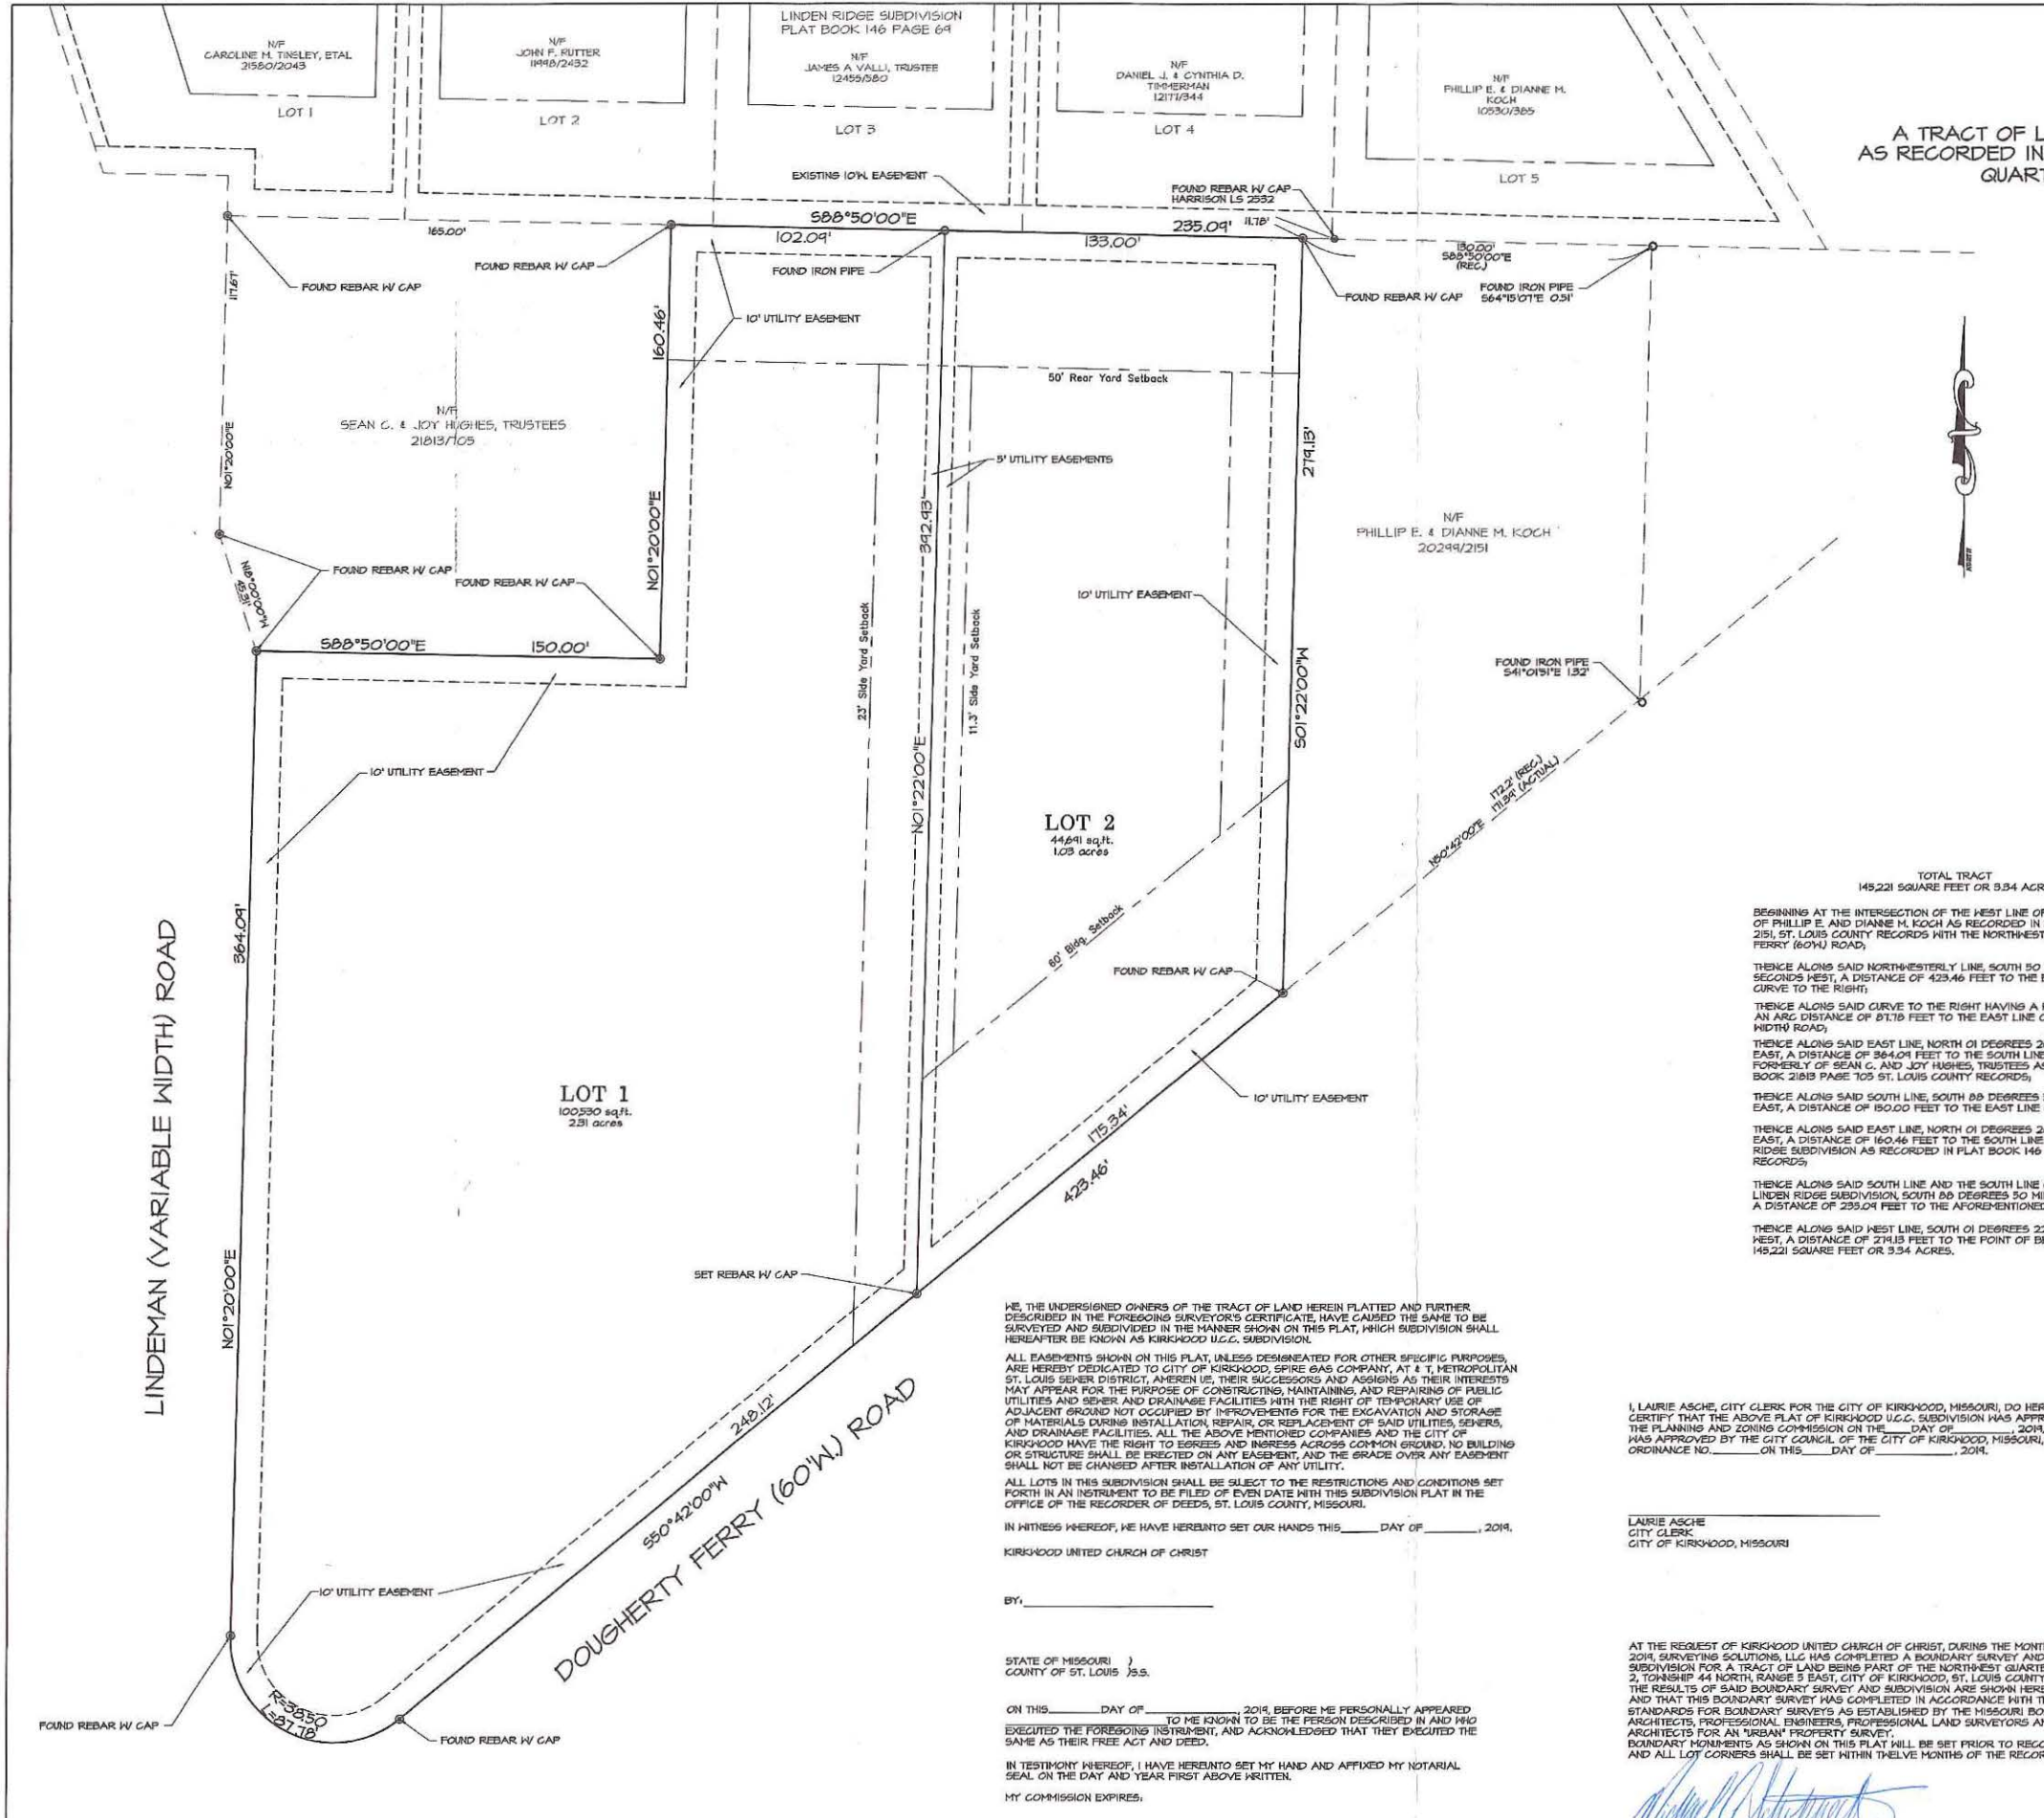 LINDEN RIDGE SUBDIVISION
PLAT BOOK 146 PAGE 69
N/F
CAROLINE M. TINSLEY, ETAL
21580/2043
LOT 1
N/F
JOHN F. RUTTER
11998/2432
LOT 2
N/F
JAMES A VALLI, TRUSTEE
12455/580
LOT 3
N/F
DANIEL J. & CYNTHIA D.
TIMMERMAN
12177/344
LOT 4
N/F
PHILLIP E. & DIANNE M.
KOCH
10530/365
LOT 5
A TRACT OF L
AS RECORDED IN
QUART
EXISTING 10'W. EASEMENT
FOUND REBAR W/ CAP
HARRISON LS 2532
S88°50'00"E
235.09'
11.78'
165.00'
102.09'
133.00'
130.00'
S88°50'00"E
(REC.)
FOUND REBAR W/ CAP
FOUND REBAR W/ CAP
FOUND IRON PIPE
FOUND REBAR W/ CAP
FOUND IRON PIPE
S64°15'07"E 0.51'
117.67'
N01°20'00"E
10' UTILITY EASEMENT
160.46'
N01°20'00"E
50' Rear Yard Setback
N/F
SEAN C. & JOY HUGHES, TRUSTEES
21813/705
5' UTILITY EASEMENTS
279.13'
S01°22'00"W
392.93'
N01°22'00"E
N/F
PHILLIP E. & DIANNE M. KOCH
20299/2151
FOUND REBAR W/ CAP
FOUND REBAR W/ CAP
N18°00'00"W
45.31'
S88°50'00"E
150.00'
23' Side Yard Setback
11.3' Side Yard Setback
10' UTILITY EASEMENT
FOUND IRON PIPE
S41°01'51"E 1.32'
10' UTILITY EASEMENT
172.2' (REC.)
171.59' (ACTUAL)
N50°42'00"E
LOT 2
44,691 sq.ft.
1.03 acres
60' Bldg. Setback
FOUND REBAR W/ CAP
364.09'
N01°20'00"E
LINDEMAN (VARIABLE WIDTH) ROAD
LOT 1
100,530 sq.ft.
2.31 acres
10' UTILITY EASEMENT
175.34'
423.46'
SET REBAR W/ CAP
248.12'
S50°42'00"W
DOUGHERTY FERRY (60'W.) ROAD
10' UTILITY EASEMENT
R=38.50
L=87.78'
FOUND REBAR W/ CAP
FOUND REBAR W/ CAP
TOTAL TRACT
145,221 SQUARE FEET OR 3.34 ACR
BEGINNING AT THE INTERSECTION OF THE WEST LINE OF
OF PHILLIP E. AND DIANNE M. KOCH AS RECORDED IN
2151, ST. LOUIS COUNTY RECORDS WITH THE NORTHWEST
FERRY (60'W.) ROAD;
THENCE ALONG SAID NORTHWESTERLY LINE, SOUTH 50
SECONDS WEST, A DISTANCE OF 423.46 FEET TO THE
CURVE TO THE RIGHT;
THENCE ALONG SAID CURVE TO THE RIGHT HAVING A
AN ARC DISTANCE OF 87.78 FEET TO THE EAST LINE
WIDTH) ROAD;
THENCE ALONG SAID EAST LINE, NORTH 01 DEGREES 2
EAST, A DISTANCE OF 364.09 FEET TO THE SOUTH LINE
FORMERLY OF SEAN C. AND JOY HUGHES, TRUSTEES AS
BOOK 21813 PAGE 705 ST. LOUIS COUNTY RECORDS;
THENCE ALONG SAID SOUTH LINE, SOUTH 88 DEGREES
EAST, A DISTANCE OF 150.00 FEET TO THE EAST LINE
THENCE ALONG SAID EAST LINE, NORTH 01 DEGREES 2
EAST, A DISTANCE OF 160.46 FEET TO THE SOUTH LINE
RIDGE SUBDIVISION AS RECORDED IN PLAT BOOK 146
RECORDS;
THENCE ALONG SAID SOUTH LINE AND THE SOUTH LINE
LINDEN RIDGE SUBDIVISION, SOUTH 88 DEGREES 50 MI
A DISTANCE OF 235.09 FEET TO THE AFOREMENTIONED
THENCE ALONG SAID WEST LINE, SOUTH 01 DEGREES 22
WEST, A DISTANCE OF 279.13 FEET TO THE POINT OF BE
145,221 SQUARE FEET OR 3.34 ACRES.
WE, THE UNDERSIGNED OWNERS OF THE TRACT OF LAND HEREIN PLATTED AND FURTHER
DESCRIBED IN THE FOREGOING SURVEYOR'S CERTIFICATE, HAVE CAUSED THE SAME TO BE
SURVEYED AND SUBDIVIDED IN THE MANNER SHOWN ON THIS PLAT, WHICH SUBDIVISION SHALL
HEREAFTER BE KNOWN AS KIRKWOOD U.C.C. SUBDIVISION.
ALL EASEMENTS SHOWN ON THIS PLAT, UNLESS DESIGNEATED FOR OTHER SPECIFIC PURPOSES,
ARE HEREBY DEDICATED TO CITY OF KIRKWOOD, SPIRE GAS COMPANY, AT & T, METROPOLITAN
ST. LOUIS SEWER DISTRICT, AMEREN UE, THEIR SUCCESSORS AND ASSIGNS AS THEIR INTERESTS
MAY APPEAR FOR THE PURPOSE OF CONSTRUCTING, MAINTAINING, AND REPAIRING OF PUBLIC
UTILITIES AND SEWER AND DRAINAGE FACILITIES WITH THE RIGHT OF TEMPORARY USE OF
ADJACENT GROUND NOT OCCUPIED BY IMPROVEMENTS FOR THE EXCAVATION AND STORAGE
OF MATERIALS DURING INSTALLATION, REPAIR, OR REPLACEMENT OF SAID UTILITIES, SEWERS,
AND DRAINAGE FACILITIES. ALL THE ABOVE MENTIONED COMPANIES AND THE CITY OF
KIRKWOOD HAVE THE RIGHT TO EGREES AND INGRESS ACROSS COMMON GROUND. NO BUILDING
OR STRUCTURE SHALL BE ERECTED ON ANY EASEMENT, AND THE GRADE OVER ANY EASEMENT
SHALL NOT BE CHANGED AFTER INSTALLATION OF ANY UTILITY.
ALL LOTS IN THIS SUBDIVISION SHALL BE SUJECT TO THE RESTRICTIONS AND CONDITIONS SET
FORTH IN AN INSTRUMENT TO BE FILED OF EVEN DATE WITH THIS SUBDIVISION PLAT IN THE
OFFICE OF THE RECORDER OF DEEDS, ST. LOUIS COUNTY, MISSOURI.
IN WITNESS WHEREOF, WE HAVE HEREUNTO SET OUR HANDS THIS_____ DAY OF ________, 2019.
KIRKWOOD UNITED CHURCH OF CHRIST
BY:
STATE OF MISSOURI )
COUNTY OF ST. LOUIS )S.S.
ON THIS________DAY OF ____________, 2019, BEFORE ME PERSONALLY APPEARED
____________ TO ME KNOWN TO BE THE PERSON DESCRIBED IN AND WHO
EXECUTED THE FOREGOING INSTRUMENT, AND ACKNOWLEDGED THAT THEY EXECUTED THE
SAME AS THEIR FREE ACT AND DEED.
IN TESTIMONY WHEREOF, I HAVE HEREUNTO SET MY HAND AND AFFIXED MY NOTARIAL
SEAL ON THE DAY AND YEAR FIRST ABOVE WRITTEN.
MY COMMISSION EXPIRES:
I, LAURIE ASCHE, CITY CLERK FOR THE CITY OF KIRKWOOD, MISSOURI, DO HER
CERTIFY THAT THE ABOVE PLAT OF KIRKWOOD U.C.C. SUBDIVISION WAS APPR
THE PLANNING AND ZONING COMMISSION ON THE____DAY OF________, 2019,
WAS APPROVED BY THE CITY COUNCIL OF THE CITY OF KIRKWOOD, MISSOURI,
ORDINANCE NO.________ON THIS_____DAY OF __________, 2019.
LAURIE ASCHE
CITY CLERK
CITY OF KIRKWOOD, MISSOURI
AT THE REQUEST OF KIRKWOOD UNITED CHURCH OF CHRIST, DURING THE MONT
2019, SURVEYING SOLUTIONS, LLC HAS COMPLETED A BOUNDARY SURVEY AND
SUBDIVISION FOR A TRACT OF LAND BEING PART OF THE NORTHWEST QUARTE
2, TOWNSHIP 44 NORTH, RANGE 5 EAST, CITY OF KIRKWOOD, ST. LOUIS COUNTY
THE RESULTS OF SAID BOUNDARY SURVEY AND SUBDIVISION ARE SHOWN HERE
AND THAT THIS BOUNDARY SURVEY WAS COMPLETED IN ACCORDANCE WITH T
STANDARDS FOR BOUNDARY SURVEYS AS ESTABLISHED BY THE MISSOURI BO
ARCHITECTS, PROFESSIONAL ENGINEERS, PROFESSIONAL LAND SURVEYORS A
ARCHITECTS FOR AN "URBAN" PROPERTY SURVEY.
BOUNDARY MONUMENTS AS SHOWN ON THIS PLAT WILL BE SET PRIOR TO RECO
AND ALL LOT CORNERS SHALL BE SET WITHIN TWELVE MONTHS OF THE RECOR